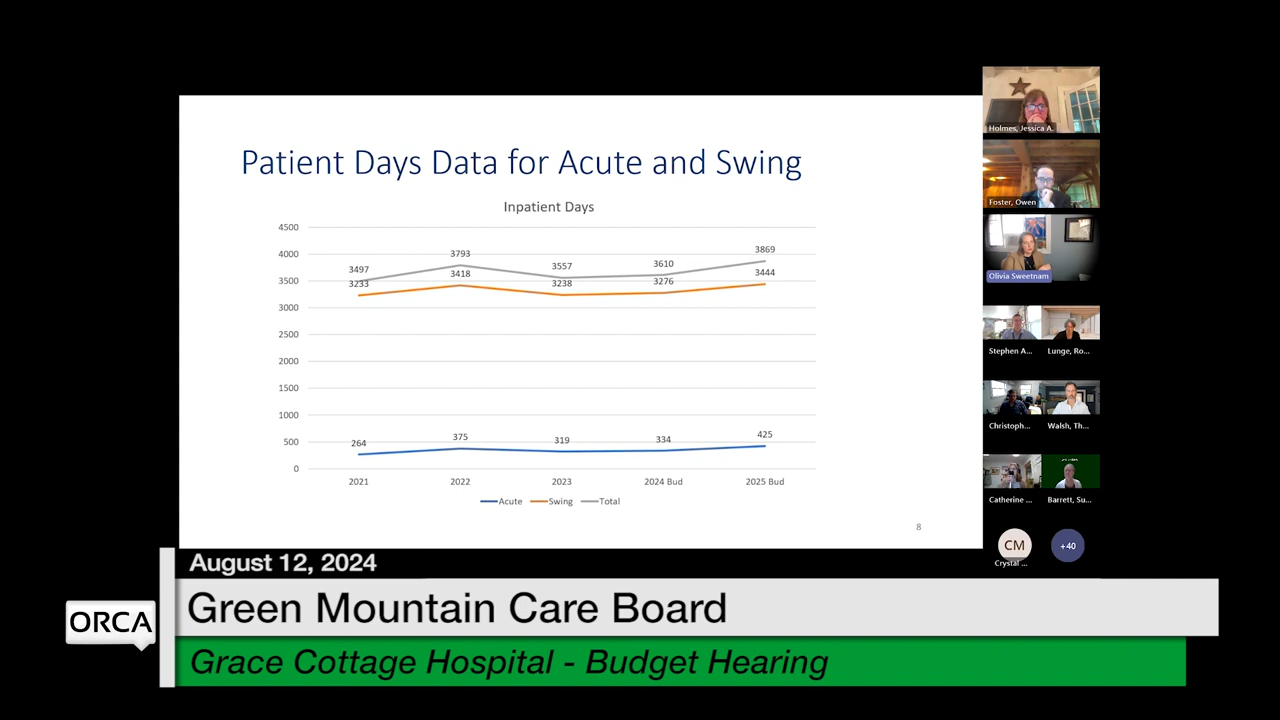 Patient Days Data for Acute and Swing
Inpatient Days
4500
4000
3500
3000
2500
2000
1500
1000
500
0
3497
3793
3557
3610
3869
3233
3418
3238
3276
3444
264
375
319
334
425
2021
2022
2023
2024 Bud
2025 Bud
Acute
Swing
Total
8
Holmes, Jessica A.
Foster, Owen
Olivia Sweetnam
Stephen A...
Lunge, Ro...
Christoph...
Walsh, Th...
Catherine ...
Barrett, Su...
CM
+40
Crystal ...
August 12, 2024
ORCA
Green Mountain Care Board
Grace Cottage Hospital - Budget Hearing